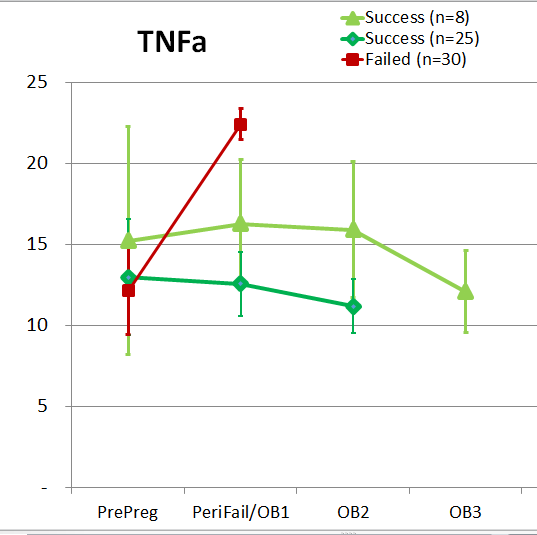 TNFa
Success (n=8)
Success (n=25)
Failed (n=30)
25
20
15
10
5
-
PrePreg PeriFail/OB1 OB2 OB3